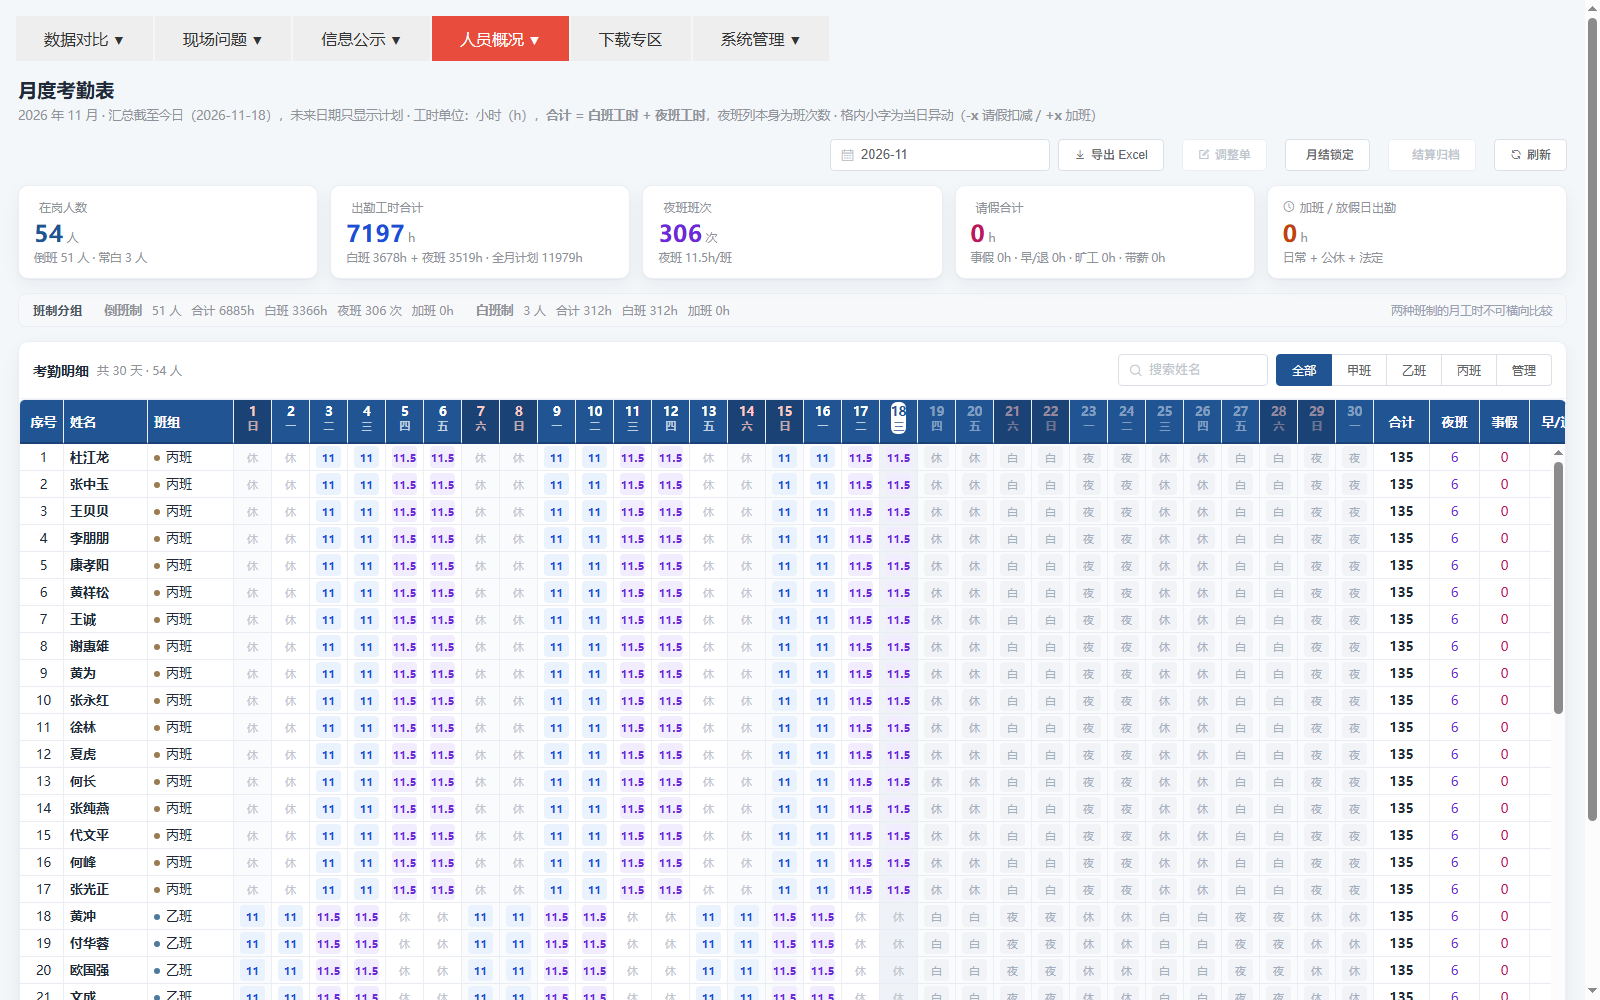 数据对比 ▼ 现场问题 ▼ 信息公示 ▼ 人员概况 ▼ 下载专区 系统管理 ▼
月度考勤表
2026 年 11 月 · 汇总截至今日（2026-11-18），未来日期只显示计划 · 工时单位：小时（h），合计 = 白班工时 + 夜班工时，夜班列本身为班次数 · 格内小字为当日异动（-x 请假扣减 / +x 加班）
2026-11 导出 Excel 调整单 月结锁定 结算归档 刷新
在岗人数 出勤工时合计 夜班班次 请假合计 加班 / 放假日出勤
54 人 7197 h 306 次 0 h 0 h
倒班 51 人 · 常白 3 人 白班 3678h + 夜班 3519h · 全月计划 11979h 夜班 11.5h/班 事假 0h · 早/退 0h · 旷工 0h · 带薪 0h 日常 + 公休 + 法定
班制分组 倒班制 51 人 合计 6885h 白班 3366h 夜班 306 次 加班 0h 白班制 3 人 合计 312h 白班 312h 加班 0h 两种班制的月工时不可横向比较
考勤明细 共 30 天 · 54 人 搜索姓名 全部 甲班 乙班 丙班 管理
序号 姓名 班组 1 2 3 4 5 6 7 8 9 10 11 12 13 14 15 16 17 18 19 20 21 22 23 24 25 26 27 28 29 30 合计 夜班 事假 早/
日 一 二 三 四 五 六 日 一 二 三 四 五 六 日 一 二 三 四 五 六 日 一 二 三 四 五 六 日 一
1 杜江龙 丙班 休 休 11 11 11.5 11.5 休 休 11 11 11.5 11.5 休 休 11 11 11.5 11.5 休 休 白 白 夜 夜 休 休 白 白 夜 夜 135 6 0
2 张中玉 丙班 休 休 11 11 11.5 11.5 休 休 11 11 11.5 11.5 休 休 11 11 11.5 11.5 休 休 白 白 夜 夜 休 休 白 白 夜 夜 135 6 0
3 王贝贝 丙班 休 休 11 11 11.5 11.5 休 休 11 11 11.5 11.5 休 休 11 11 11.5 11.5 休 休 白 白 夜 夜 休 休 白 白 夜 夜 135 6 0
4 李朋朋 丙班 休 休 11 11 11.5 11.5 休 休 11 11 11.5 11.5 休 休 11 11 11.5 11.5 休 休 白 白 夜 夜 休 休 白 白 夜 夜 135 6 0
5 康孝阳 丙班 休 休 11 11 11.5 11.5 休 休 11 11 11.5 11.5 休 休 11 11 11.5 11.5 休 休 白 白 夜 夜 休 休 白 白 夜 夜 135 6 0
6 黄祥松 丙班 休 休 11 11 11.5 11.5 休 休 11 11 11.5 11.5 休 休 11 11 11.5 11.5 休 休 白 白 夜 夜 休 休 白 白 夜 夜 135 6 0
7 王诚 丙班 休 休 11 11 11.5 11.5 休 休 11 11 11.5 11.5 休 休 11 11 11.5 11.5 休 休 白 白 夜 夜 休 休 白 白 夜 夜 135 6 0
8 谢惠雄 丙班 休 休 11 11 11.5 11.5 休 休 11 11 11.5 11.5 休 休 11 11 11.5 11.5 休 休 白 白 夜 夜 休 休 白 白 夜 夜 135 6 0
9 黄为 丙班 休 休 11 11 11.5 11.5 休 休 11 11 11.5 11.5 休 休 11 11 11.5 11.5 休 休 白 白 夜 夜 休 休 白 白 夜 夜 135 6 0
10 张永红 丙班 休 休 11 11 11.5 11.5 休 休 11 11 11.5 11.5 休 休 11 11 11.5 11.5 休 休 白 白 夜 夜 休 休 白 白 夜 夜 135 6 0
11 徐林 丙班 休 休 11 11 11.5 11.5 休 休 11 11 11.5 11.5 休 休 11 11 11.5 11.5 休 休 白 白 夜 夜 休 休 白 白 夜 夜 135 6 0
12 夏虎 丙班 休 休 11 11 11.5 11.5 休 休 11 11 11.5 11.5 休 休 11 11 11.5 11.5 休 休 白 白 夜 夜 休 休 白 白 夜 夜 135 6 0
13 何长 丙班 休 休 11 11 11.5 11.5 休 休 11 11 11.5 11.5 休 休 11 11 11.5 11.5 休 休 白 白 夜 夜 休 休 白 白 夜 夜 135 6 0
14 张纯燕 丙班 休 休 11 11 11.5 11.5 休 休 11 11 11.5 11.5 休 休 11 11 11.5 11.5 休 休 白 白 夜 夜 休 休 白 白 夜 夜 135 6 0
15 代文平 丙班 休 休 11 11 11.5 11.5 休 休 11 11 11.5 11.5 休 休 11 11 11.5 11.5 休 休 白 白 夜 夜 休 休 白 白 夜 夜 135 6 0
16 何峰 丙班 休 休 11 11 11.5 11.5 休 休 11 11 11.5 11.5 休 休 11 11 11.5 11.5 休 休 白 白 夜 夜 休 休 白 白 夜 夜 135 6 0
17 张光正 丙班 休 休 11 11 11.5 11.5 休 休 11 11 11.5 11.5 休 休 11 11 11.5 11.5 休 休 白 白 夜 夜 休 休 白 白 夜 夜 135 6 0
18 黄冲 乙班 11 11 11.5 11.5 休 休 11 11 11.5 11.5 休 休 11 11 11.5 11.5 休 休 白 白 夜 夜 休 休 白 白 夜 夜 休 休 135 6 0
19 付华蓉 乙班 11 11 11.5 11.5 休 休 11 11 11.5 11.5 休 休 11 11 11.5 11.5 休 休 白 白 夜 夜 休 休 白 白 夜 夜 休 休 135 6 0
20 欧国强 乙班 11 11 11.5 11.5 休 休 11 11 11.5 11.5 休 休 11 11 11.5 11.5 休 休 白 白 夜 夜 休 休 白 白 夜 夜 休 休 135 6 0
21 文成 乙班 11 11 11.5 11.5 休 休 11 11 11.5 11.5 休 休 11 11 11.5 11.5 休 休 白 白 夜 夜 休 休 白 白 夜 夜 休 休 135 6 0